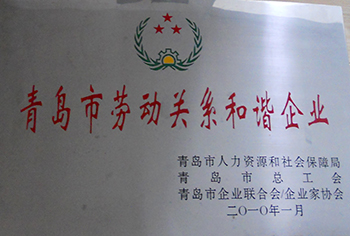 青岛市劳动关系和谐企业
青岛市人力资源和社会保障局
青岛市总工会
青岛市企业联合会/企业家协会
二〇一〇年一月